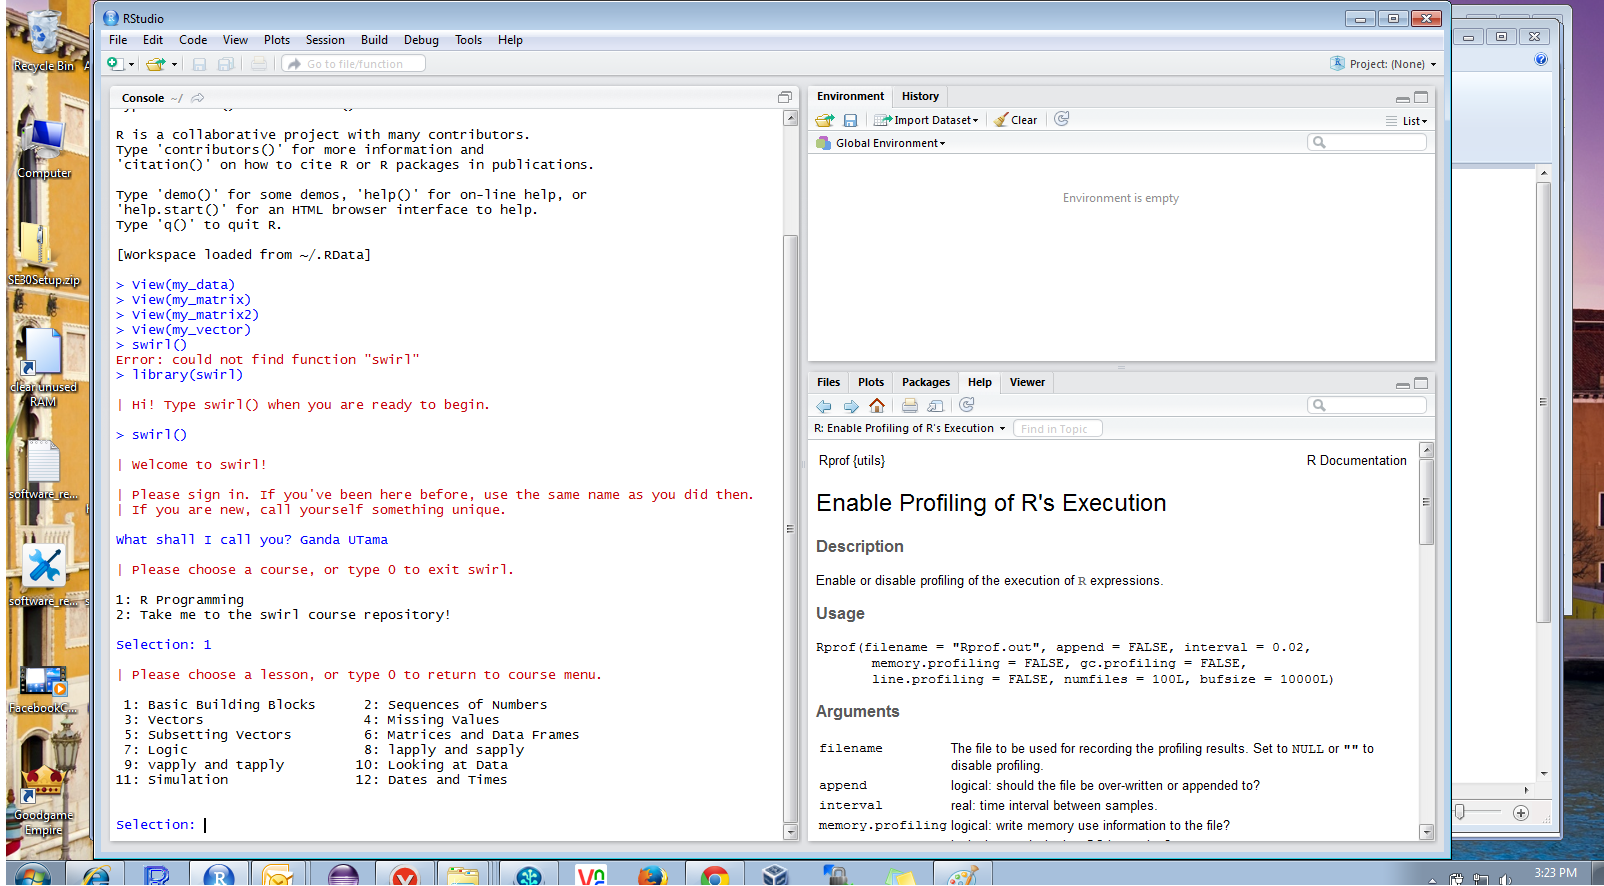 RStudio
File Edit Code View Plots Session Build Debug Tools Help
Go to file/function
Project: (None)
Console ~/
R is a collaborative project with many contributors.
Type 'contributors()' for more information and
'citation()' on how to cite R or R packages in publications.
Type 'demo()' for some demos, 'help()' for on-line help, or
'help.start()' for an HTML browser interface to help.
Type 'q()' to quit R.
[Workspace loaded from ~/.RData]
> View(my_data)
> View(my_matrix)
> View(my_matrix2)
> View(my_vector)
> swirl()
Error: could not find function "swirl"
> library(swirl)
| Hi! Type swirl() when you are ready to begin.
> swirl()
| Welcome to swirl!
| Please sign in. If you've been here before, use the same name as you did then.
| If you are new, call yourself something unique.
What shall I call you? Ganda UTama
| Please choose a course, or type 0 to exit swirl.
1: R Programming
2: Take me to the swirl course repository!
Selection: 1
| Please choose a lesson, or type 0 to return to course menu.
1: Basic Building Blocks 2: Sequences of Numbers
3: Vectors 4: Missing Values
5: Subsetting Vectors 6: Matrices and Data Frames
7: Logic 8: lapply and sapply
9: vapply and tapply 10: Looking at Data
11: Simulation 12: Dates and Times
Selection:
Environment History
Import Dataset Clear List
Global Environment
Environment is empty
Files Plots Packages Help Viewer
R: Enable Profiling of R's Execution Find in Topic
Rprof {utils} R Documentation
Enable Profiling of R's Execution
Description
Enable or disable profiling of the execution of R expressions.
Usage
Rprof(filename = "Rprof.out", append = FALSE, interval = 0.02,
memory.profiling = FALSE, gc.profiling = FALSE,
line.profiling = FALSE, numfiles = 100L, bufsize = 10000L)
Arguments
filename The file to be used for recording the profiling results. Set to NULL or "" to
disable profiling.
append logical: should the file be over-written or appended to?
interval real: time interval between samples.
memory.profiling logical: write memory use information to the file?
Recycle Bin
Computer
SE30Setup.zip
clear unused
RAM
software_re...
software_re...
FacebookC...
Goodgame
Empire
3:23 PM